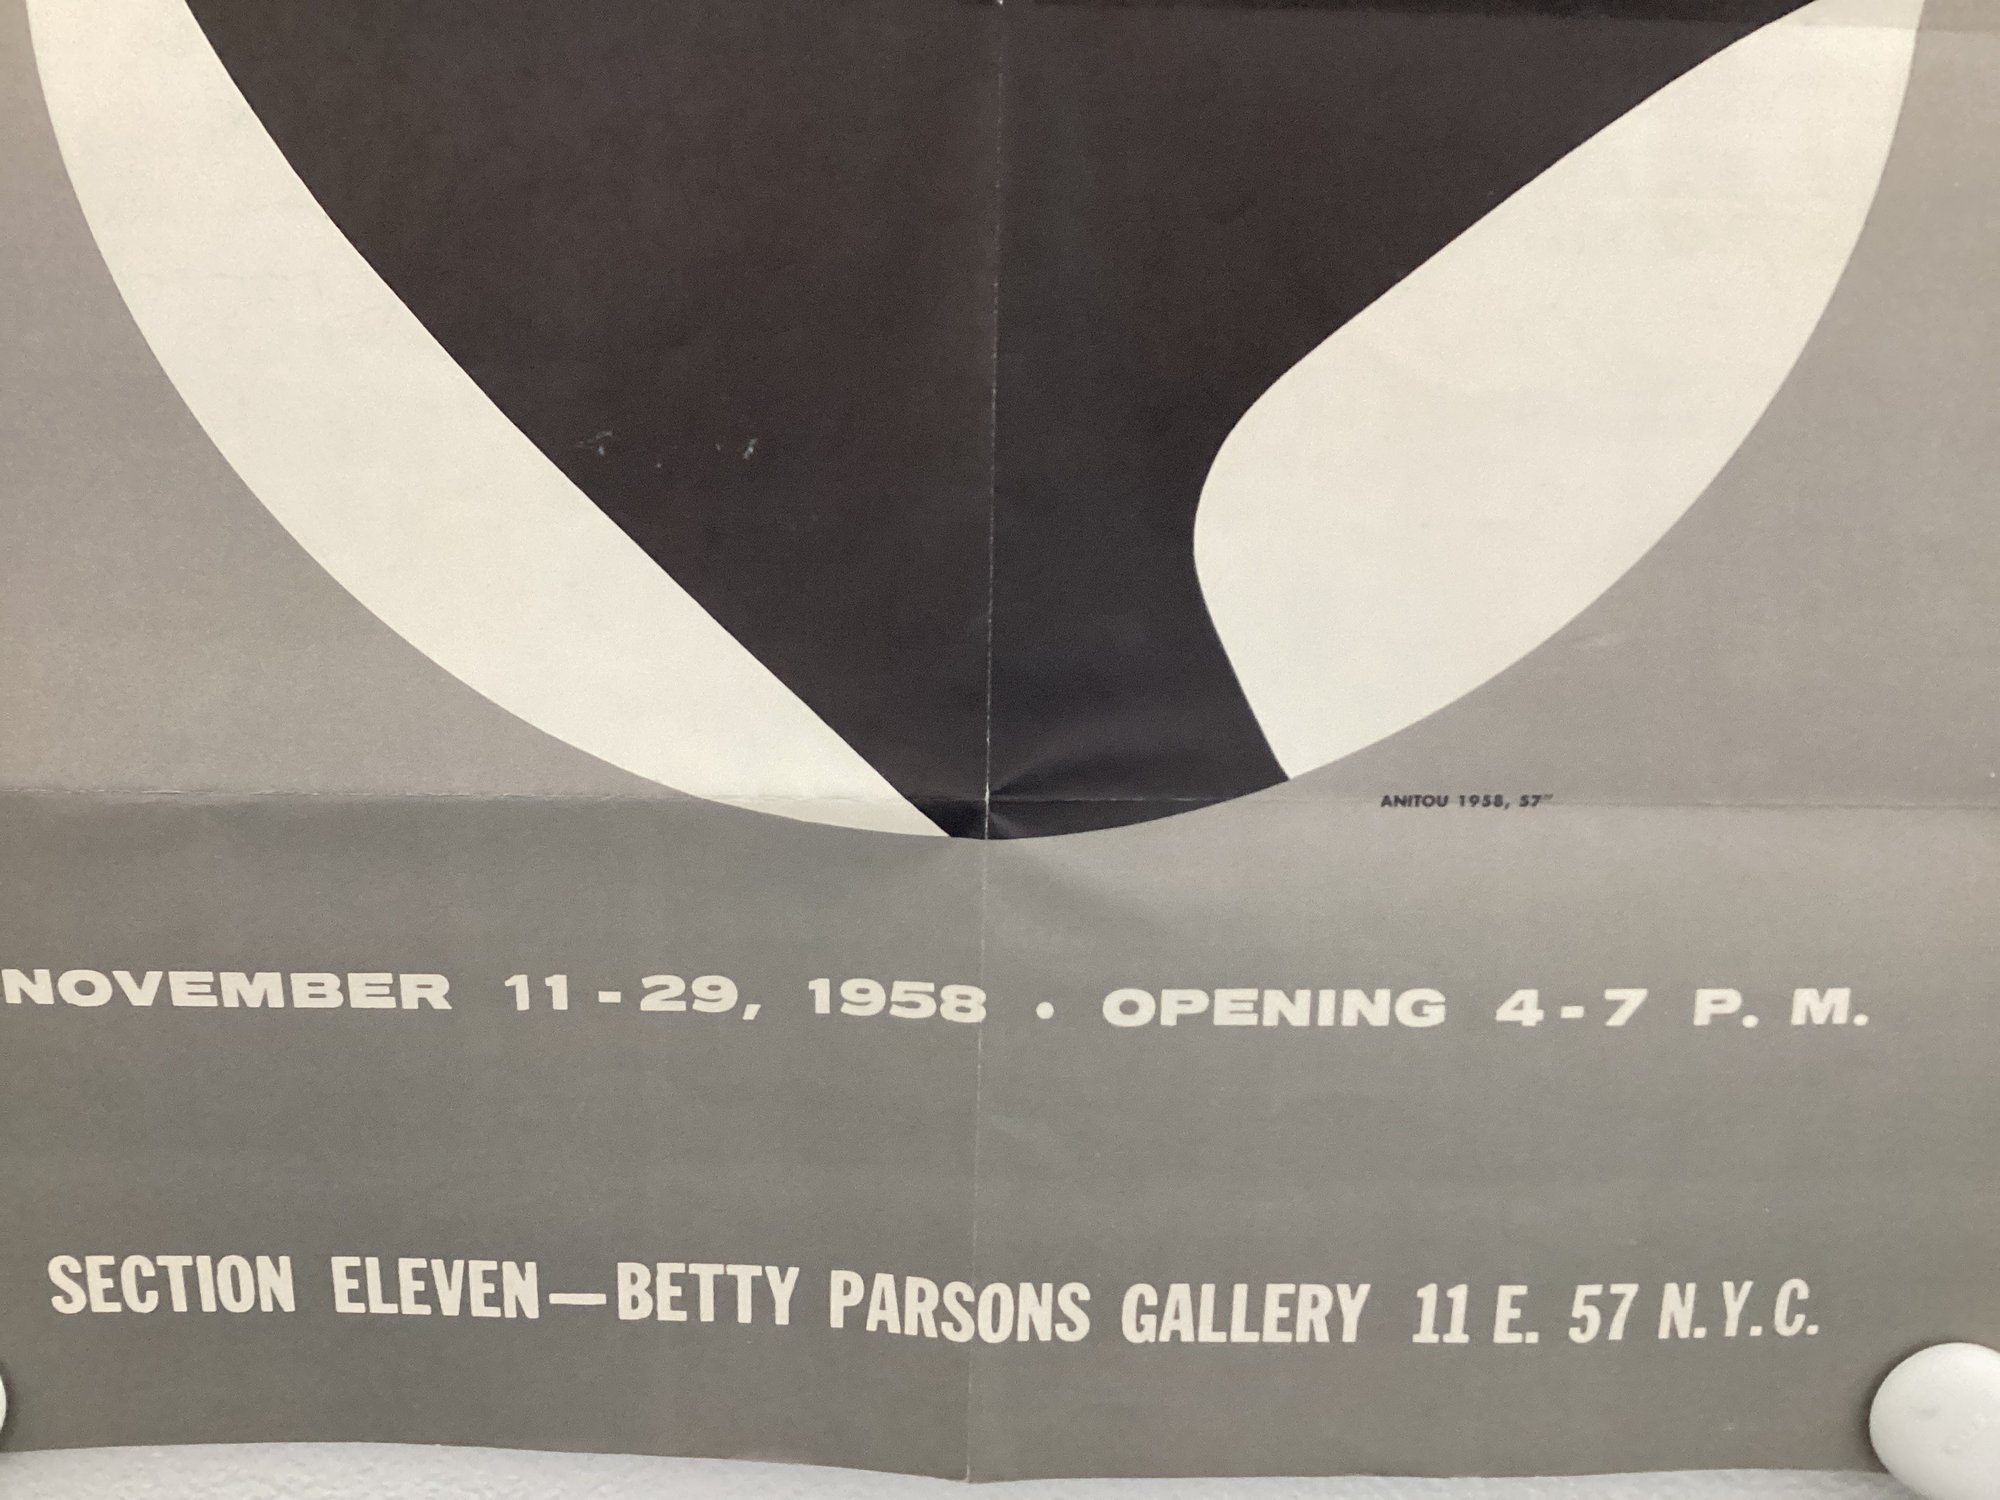 ANITOU 1958, 57"
NOVEMBER 11-29, 1958 • OPENING 4-7 P. M.
SECTION ELEVEN—BETTY PARSONS GALLERY 11 E. 57 N.Y.C.